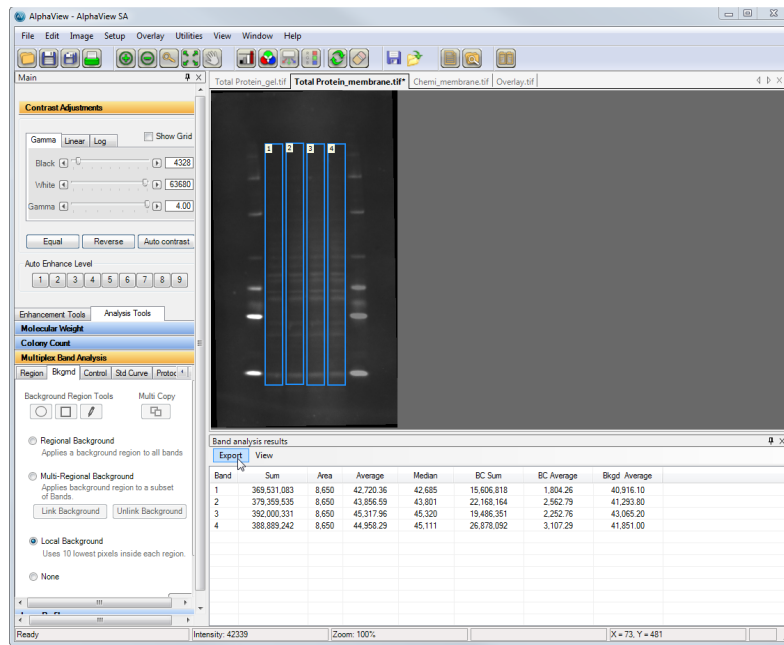 AlphaView - AlphaView SA
File Edit Image Setup Overlay Utilities View Window Help
Main
Total Protein_gel.tif Total Protein_membrane.tif* Chemi_membrane.tif Overlay.tif
Contrast Adjustments
Gamma Linear Log Show Grid
Black 4328
White 63680
Gamma 4.00
Equal Reverse Auto contrast
Auto Enhance Level
1 2 3 4 5 6 7 8 9
Enhancement Tools Analysis Tools
Molecular Weight
Colony Count
Multiplex Band Analysis
Region Bkgrnd Control Std Curve Protoc
Background Region Tools Multi Copy
Regional Background
Applies a background region to all bands
Multi-Regional Background
Applies background region to a subset
of Bands.
Link Background Unlink Background
Local Background
Uses 10 lowest pixels inside each region.
None
1 2 3 4
Band analysis results
Export View
Band Sum Area Average Median BC Sum BC Average Bkgd Average
1 369,531,083 8,650 42,720.36 42,685 15,606,818 1,804.26 40,916.10
2 379,359,535 8,650 43,856.59 43,801 22,168,164 2,562.79 41,293.80
3 392,000,331 8,650 45,317.96 45,320 19,486,351 2,252.76 43,065.20
4 388,889,242 8,650 44,958.29 45,111 26,878,092 3,107.29 41,851.00
Ready Intensity: 42339 Zoom: 100% X = 73, Y = 481